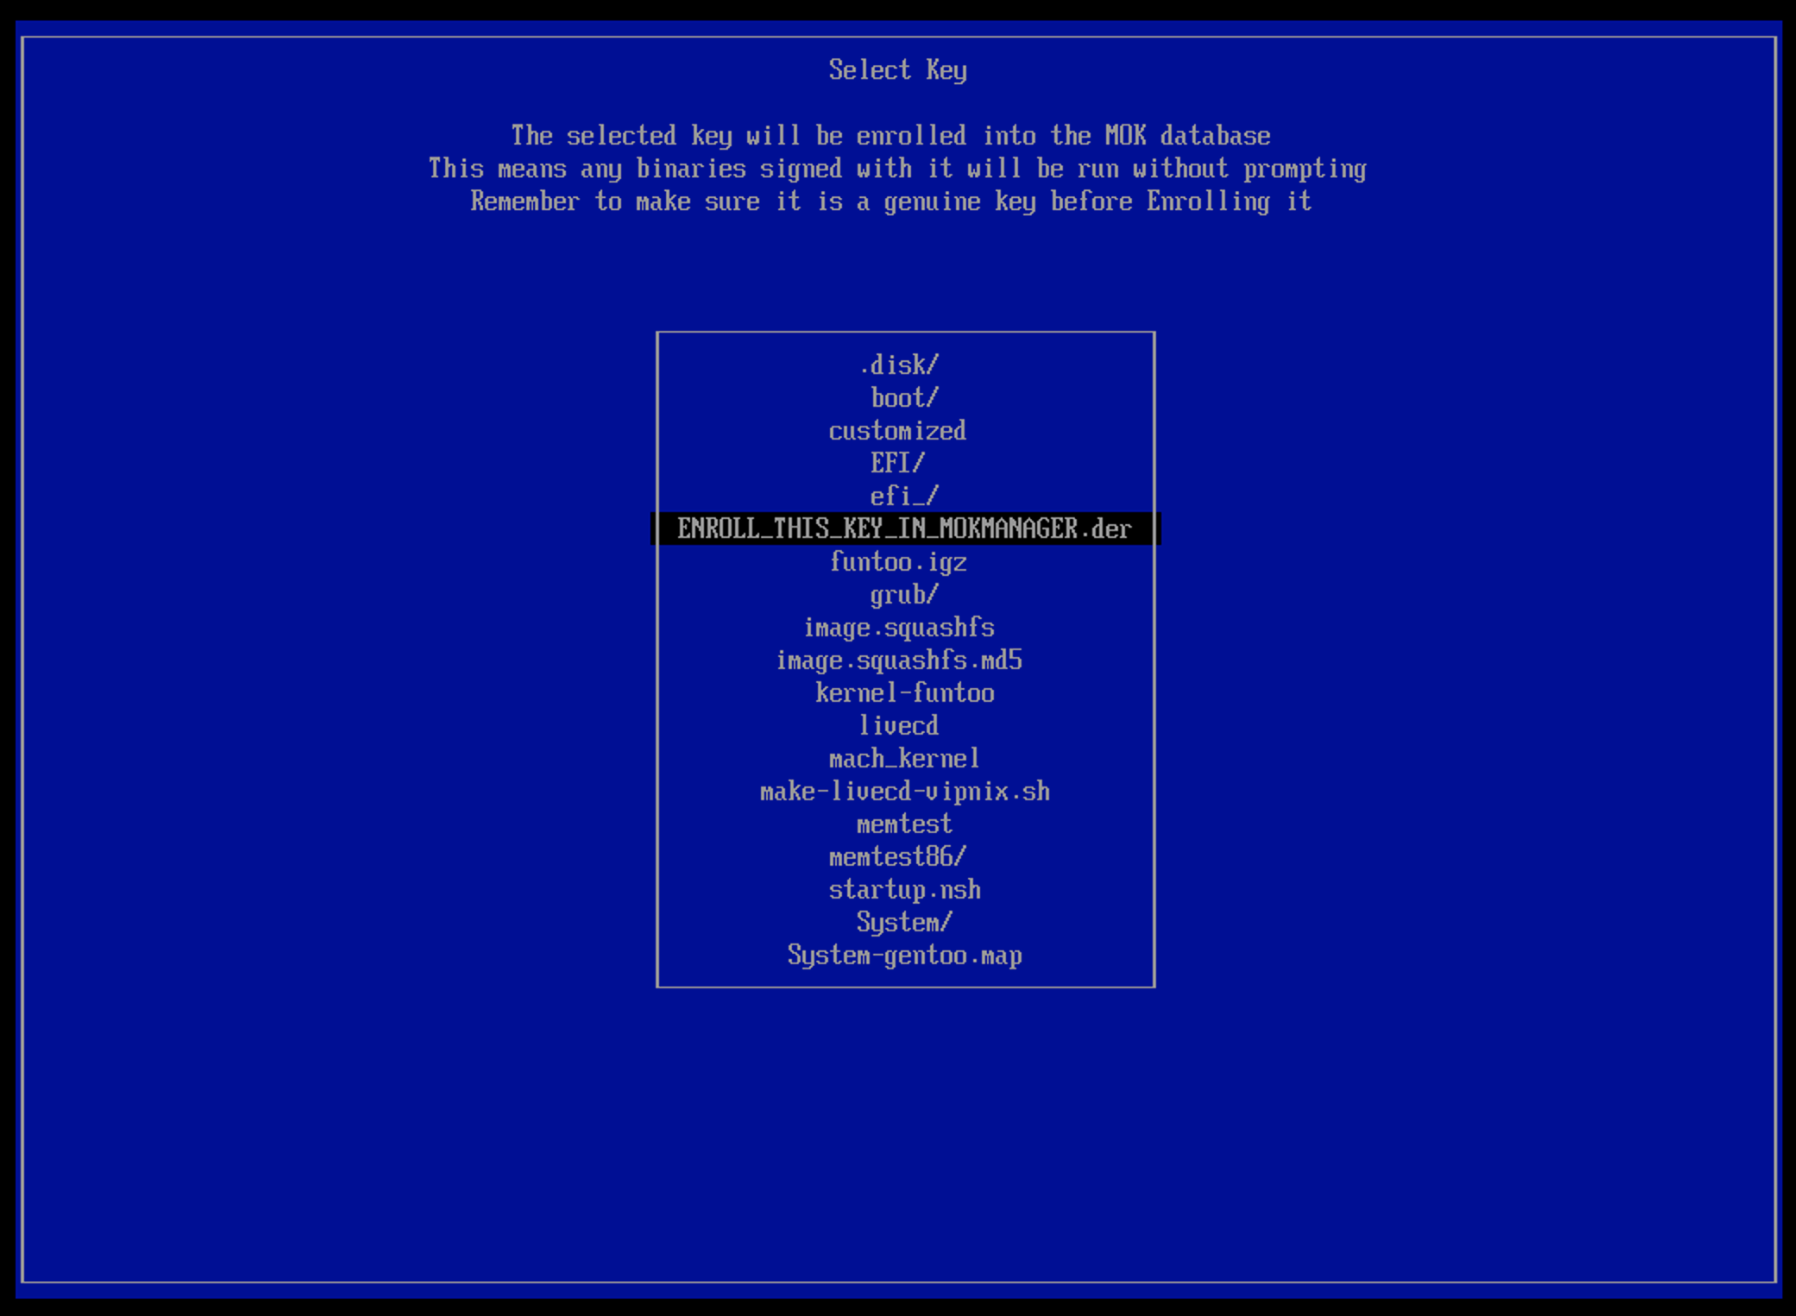 Select Key
The selected key will be enrolled into the MOK database
This means any binaries signed with it will be run without prompting
Remember to make sure it is a genuine key before Enrolling it
.disk/
boot/
customized
EFI/
efi_/
ENROLL_THIS_KEY_IN_MOKMANAGER.der
funtoo.igz
grub/
image.squashfs
image.squashfs.md5
kernel-funtoo
livecd
mach_kernel
make-livecd-vipnix.sh
memtest
memtest86/
startup.nsh
System/
System-gentoo.map